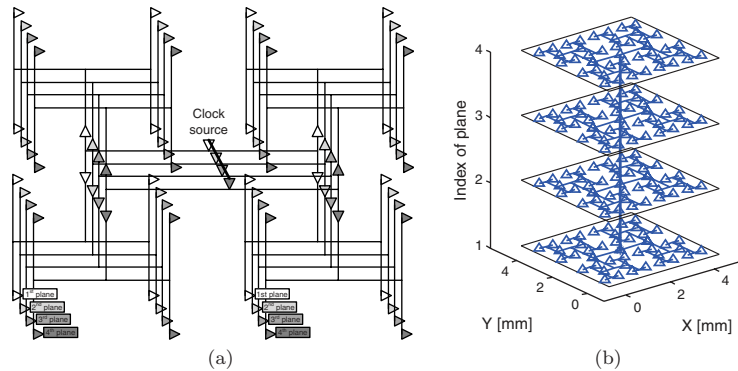 Clock
source
1st plane
2nd plane
3rd plane
4th plane
1st plane
2nd plane
3rd plane
4th plane
(a)
Index of plane
4
3
2
1
4
2
0
Y [mm]
0
2
4
X [mm]
(b)